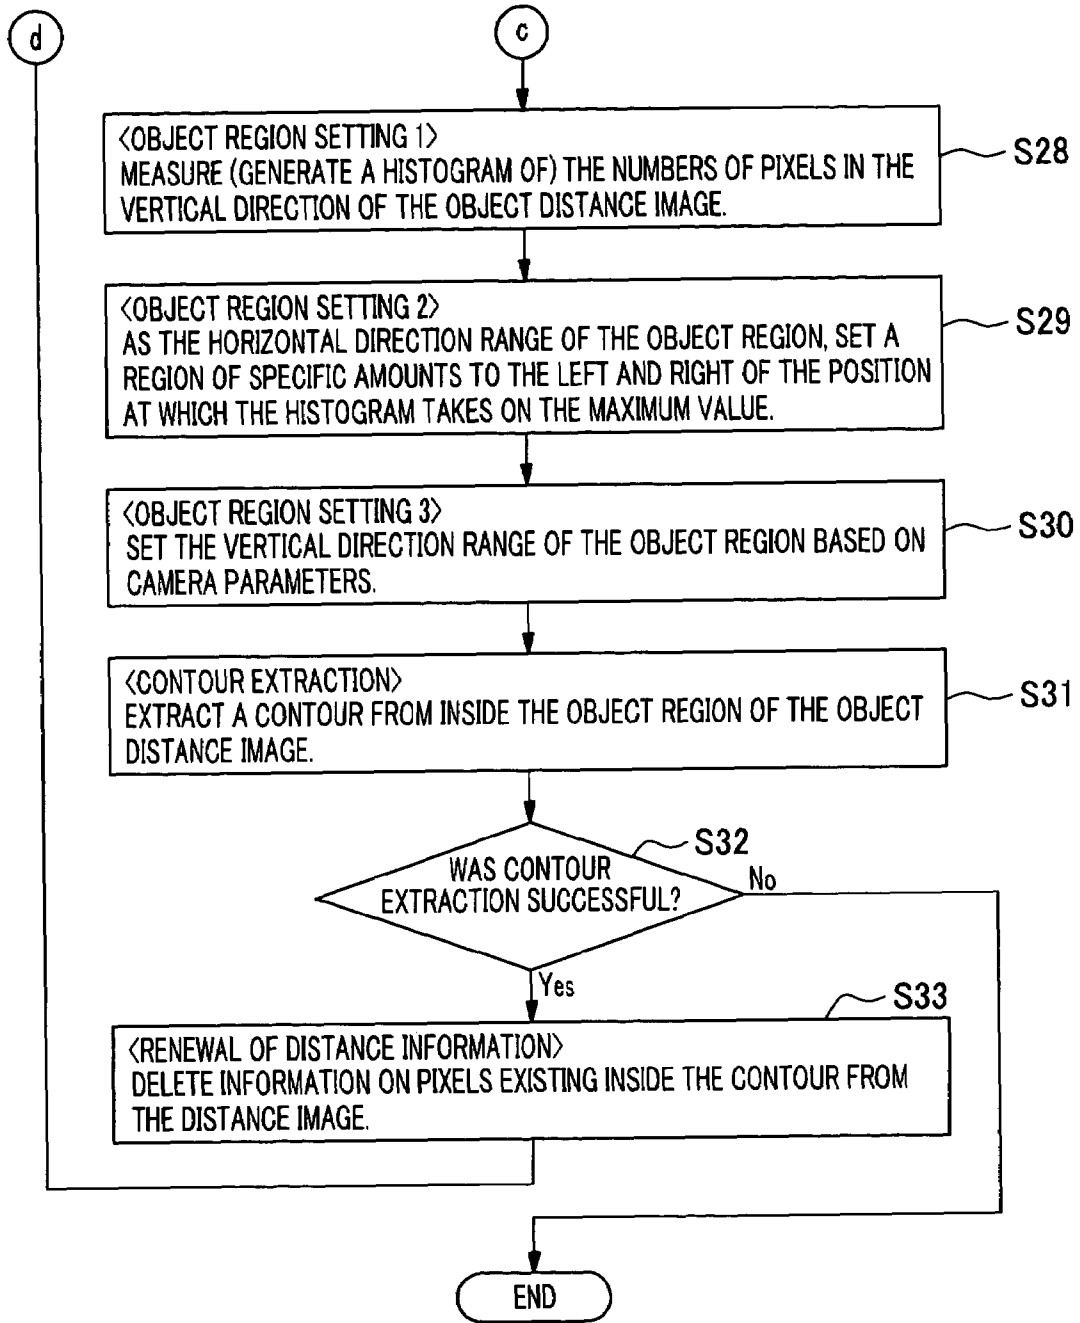 d
c
<OBJECT REGION SETTING 1>
MEASURE (GENERATE A HISTOGRAM OF) THE NUMBERS OF PIXELS IN THE
VERTICAL DIRECTION OF THE OBJECT DISTANCE IMAGE.
S28
<OBJECT REGION SETTING 2>
AS THE HORIZONTAL DIRECTION RANGE OF THE OBJECT REGION, SET A
REGION OF SPECIFIC AMOUNTS TO THE LEFT AND RIGHT OF THE POSITION
AT WHICH THE HISTOGRAM TAKES ON THE MAXIMUM VALUE.
S29
<OBJECT REGION SETTING 3>
SET THE VERTICAL DIRECTION RANGE OF THE OBJECT REGION BASED ON
CAMERA PARAMETERS.
S30
<CONTOUR EXTRACTION>
EXTRACT A CONTOUR FROM INSIDE THE OBJECT REGION OF THE OBJECT
DISTANCE IMAGE.
S31
WAS CONTOUR
EXTRACTION SUCCESSFUL?
S32
No
Yes
S33
<RENEWAL OF DISTANCE INFORMATION>
DELETE INFORMATION ON PIXELS EXISTING INSIDE THE CONTOUR FROM
THE DISTANCE IMAGE.
END